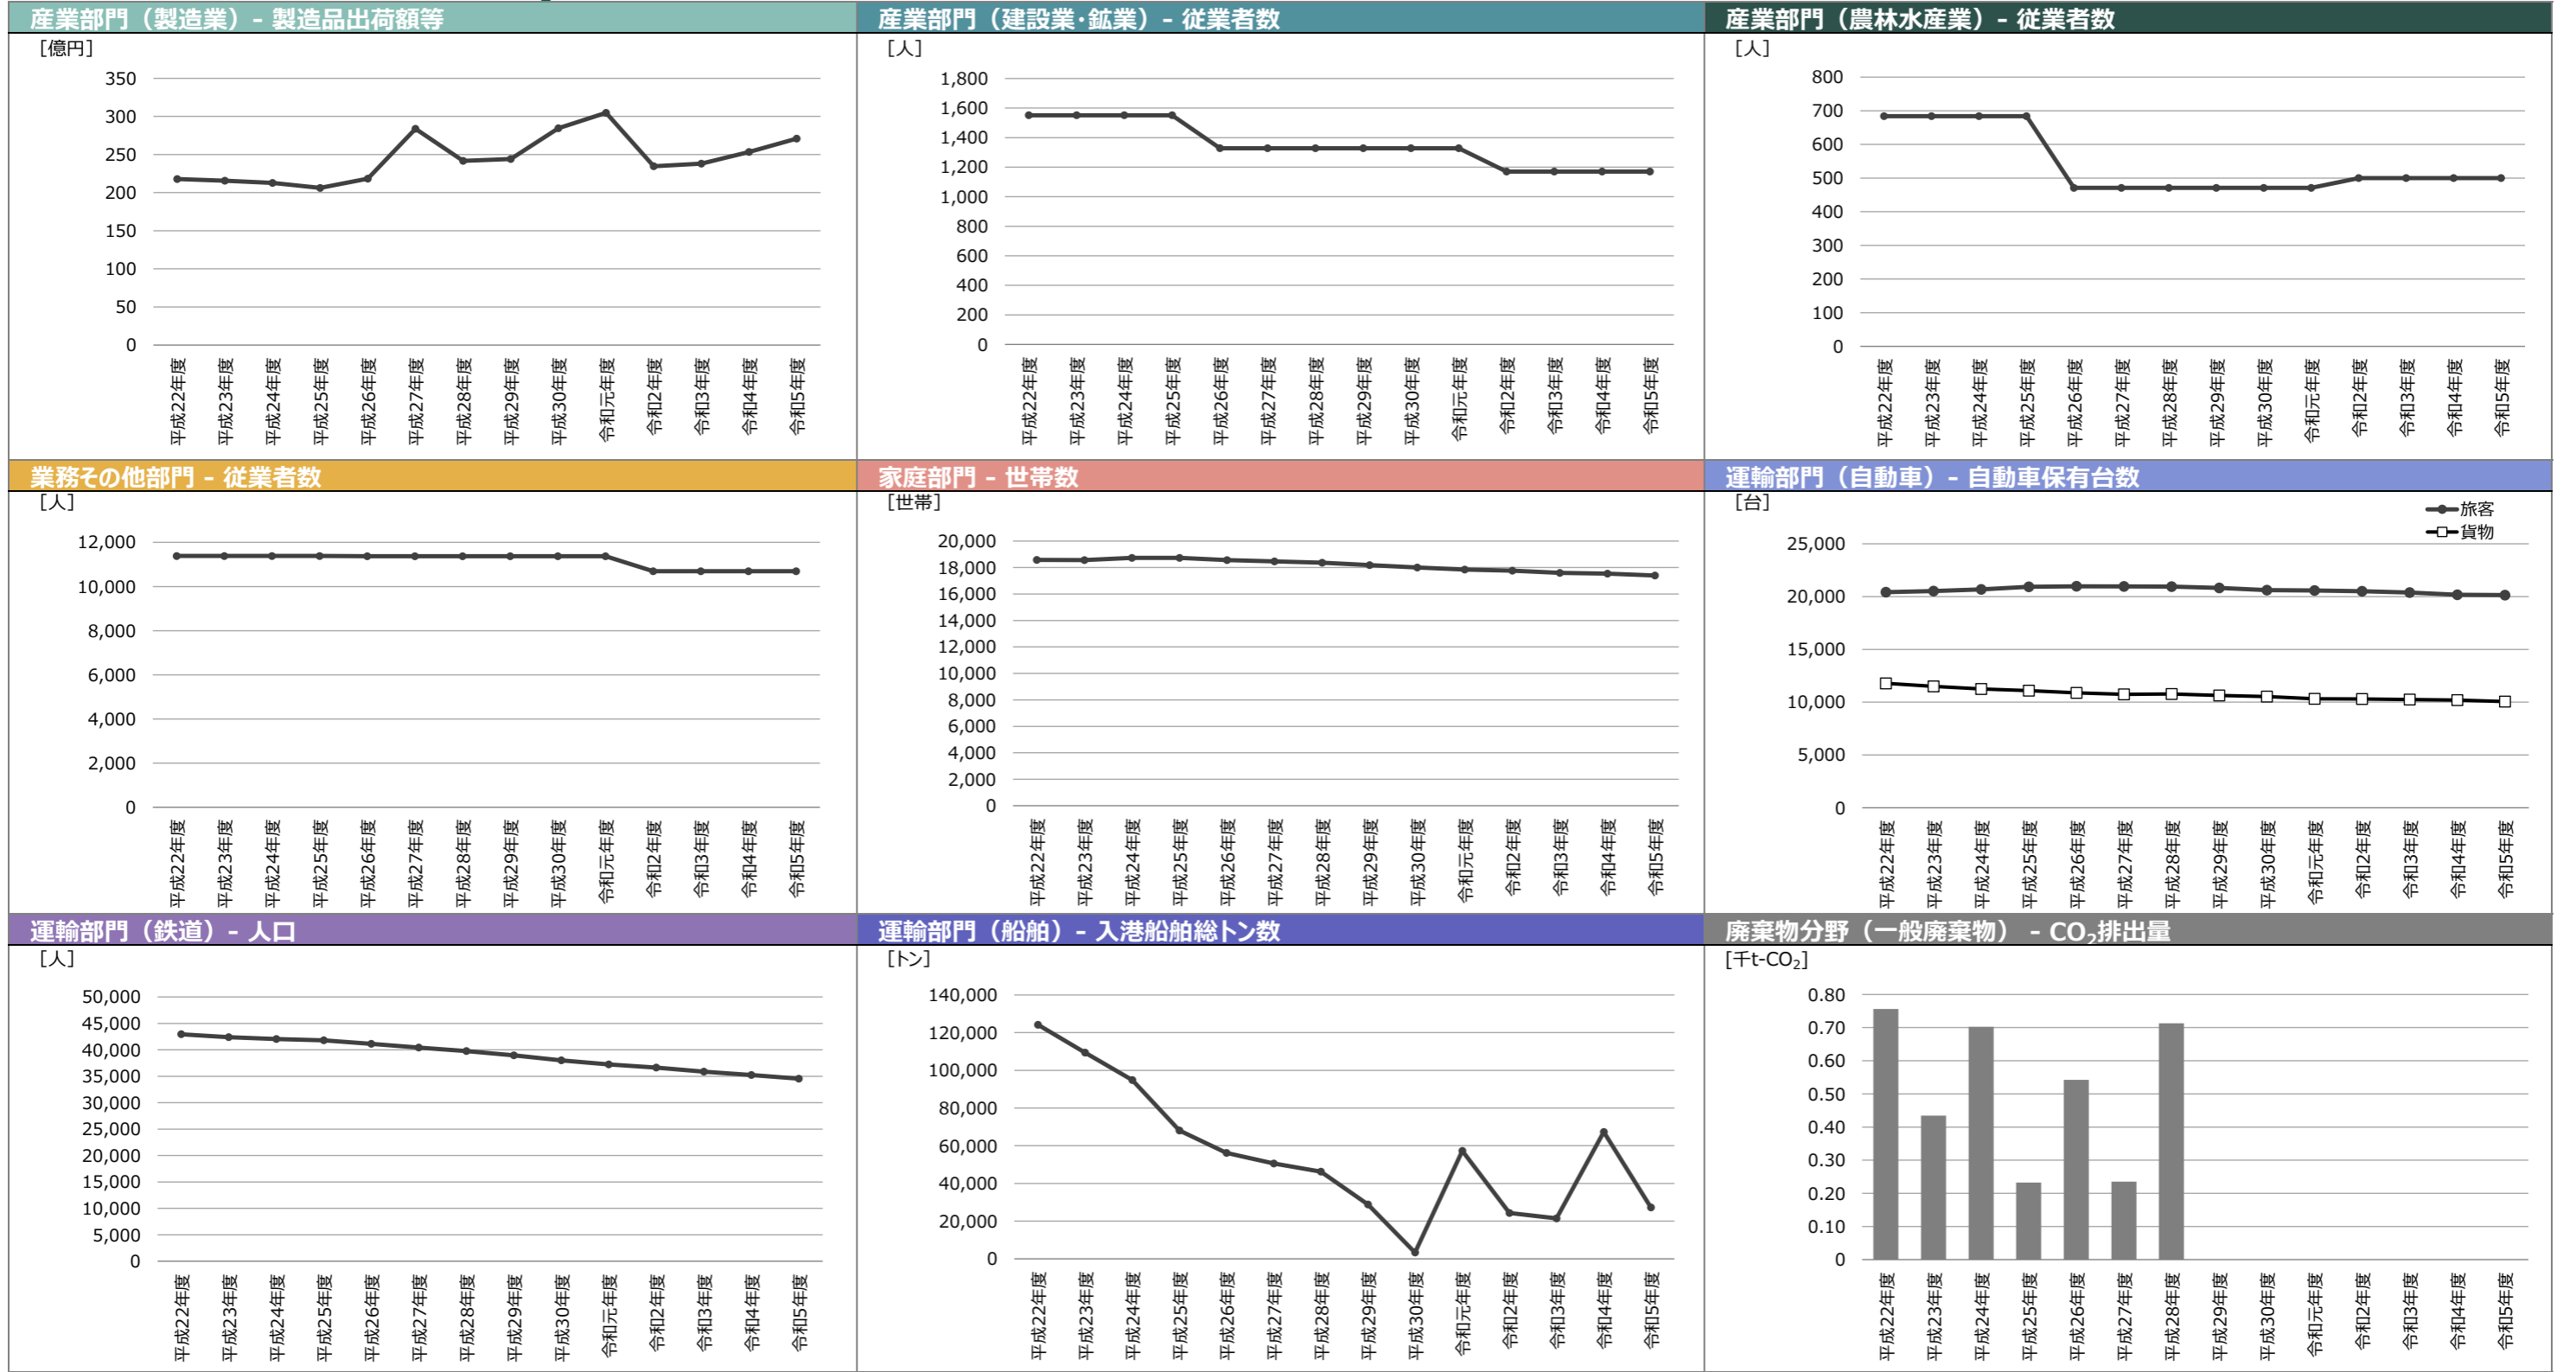 産業部門（製造業）- 製造品出荷額等
[億円]
350
300
250
200
150
100
50
0
平成22年度
平成23年度
平成24年度
平成25年度
平成26年度
平成27年度
平成28年度
平成29年度
平成30年度
令和元年度
令和2年度
令和3年度
令和4年度
令和5年度
産業部門（建設業･鉱業）- 従業者数
[人]
1,800
1,600
1,400
1,200
1,000
800
600
400
200
0
平成22年度
平成23年度
平成24年度
平成25年度
平成26年度
平成27年度
平成28年度
平成29年度
平成30年度
令和元年度
令和2年度
令和3年度
令和4年度
令和5年度
産業部門（農林水産業）- 従業者数
[人]
800
700
600
500
400
300
200
100
0
平成22年度
平成23年度
平成24年度
平成25年度
平成26年度
平成27年度
平成28年度
平成29年度
平成30年度
令和元年度
令和2年度
令和3年度
令和4年度
令和5年度
業務その他部門 - 従業者数
[人]
12,000
10,000
8,000
6,000
4,000
2,000
0
平成22年度
平成23年度
平成24年度
平成25年度
平成26年度
平成27年度
平成28年度
平成29年度
平成30年度
令和元年度
令和2年度
令和3年度
令和4年度
令和5年度
家庭部門 - 世帯数
[世帯]
20,000
18,000
16,000
14,000
12,000
10,000
8,000
6,000
4,000
2,000
0
平成22年度
平成23年度
平成24年度
平成25年度
平成26年度
平成27年度
平成28年度
平成29年度
平成30年度
令和元年度
令和2年度
令和3年度
令和4年度
令和5年度
運輸部門（自動車）- 自動車保有台数
[台]
旅客
貨物
25,000
20,000
15,000
10,000
5,000
0
平成22年度
平成23年度
平成24年度
平成25年度
平成26年度
平成27年度
平成28年度
平成29年度
平成30年度
令和元年度
令和2年度
令和3年度
令和4年度
令和5年度
運輸部門（鉄道）- 人口
[人]
50,000
45,000
40,000
35,000
30,000
25,000
20,000
15,000
10,000
5,000
0
平成22年度
平成23年度
平成24年度
平成25年度
平成26年度
平成27年度
平成28年度
平成29年度
平成30年度
令和元年度
令和2年度
令和3年度
令和4年度
令和5年度
運輸部門（船舶）- 入港船舶総トン数
[トン]
140,000
120,000
100,000
80,000
60,000
40,000
20,000
0
平成22年度
平成23年度
平成24年度
平成25年度
平成26年度
平成27年度
平成28年度
平成29年度
平成30年度
令和元年度
令和2年度
令和3年度
令和4年度
令和5年度
廃棄物分野（一般廃棄物） - CO₂排出量
[千t-CO₂]
0.80
0.70
0.60
0.50
0.40
0.30
0.20
0.10
0
平成22年度
平成23年度
平成24年度
平成25年度
平成26年度
平成27年度
平成28年度
平成29年度
平成30年度
令和元年度
令和2年度
令和3年度
令和4年度
令和5年度